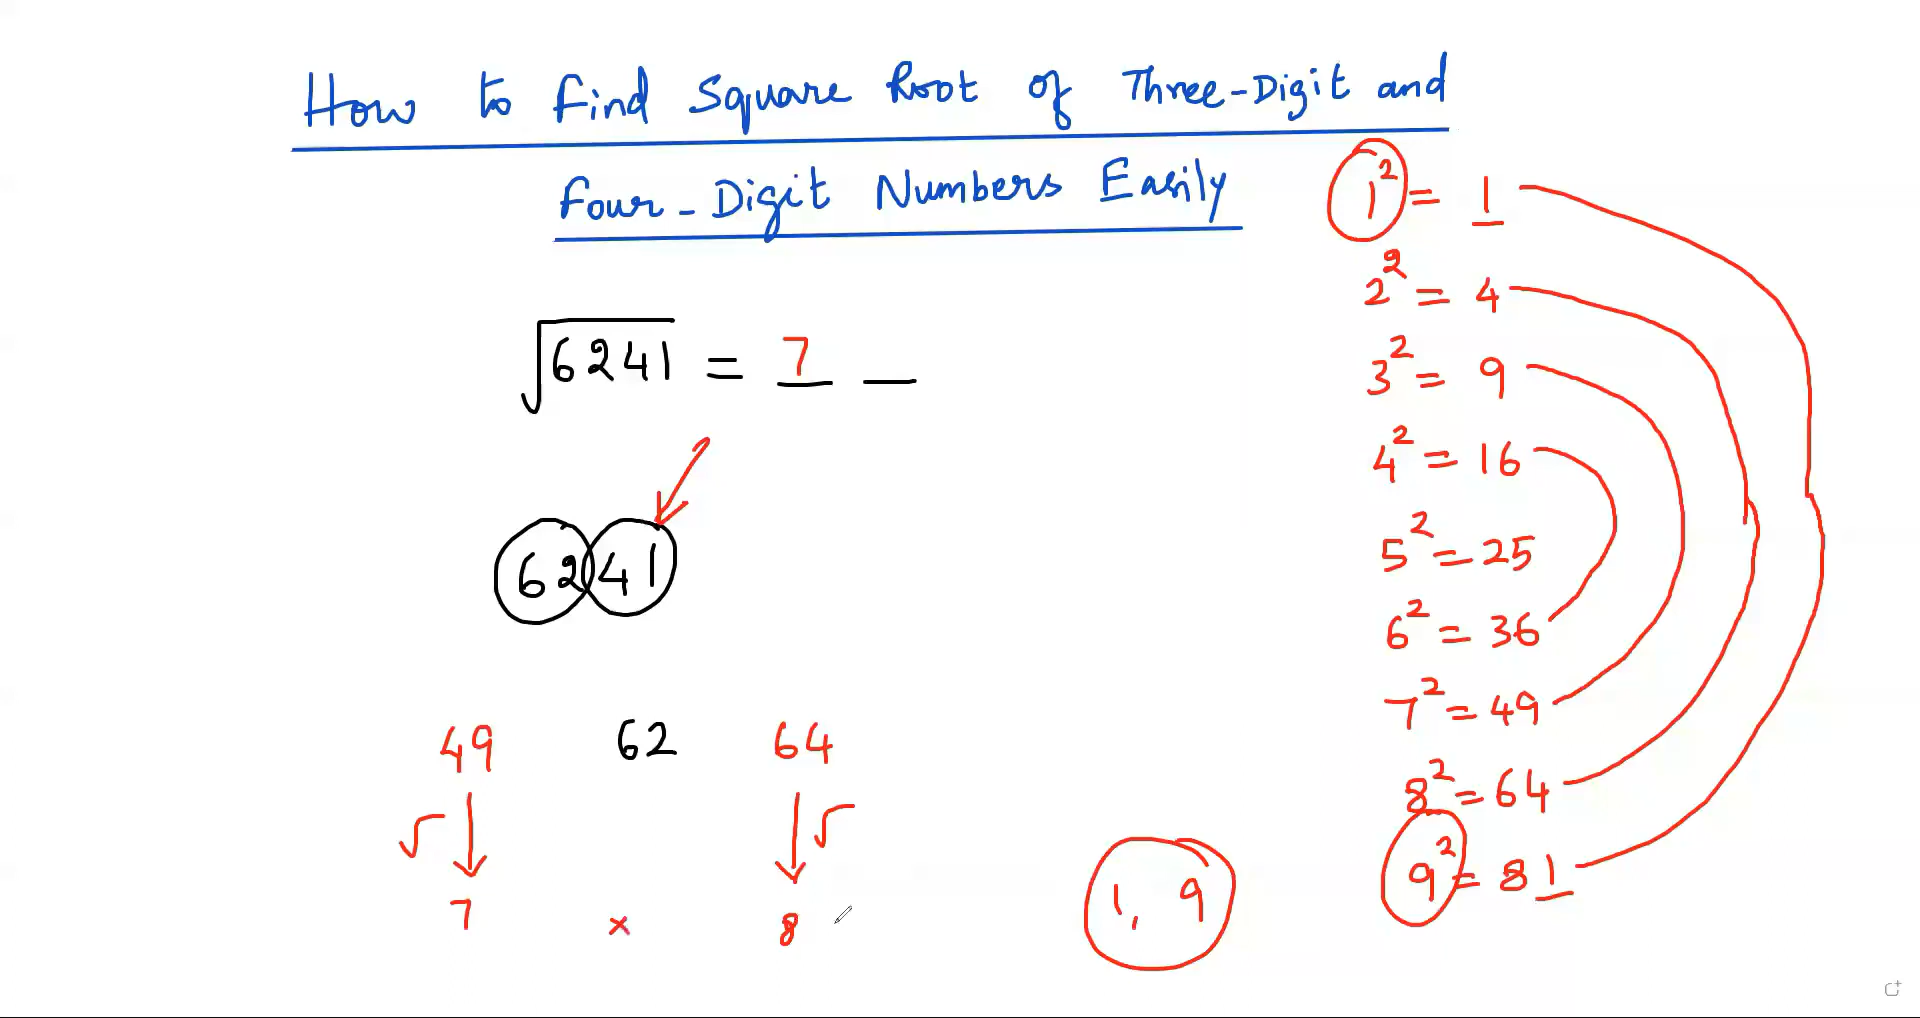 How to Find Square Root of Three-Digit and
Four-Digit Numbers Easily
1² = 1
2² = 4
√6241 = 7 _
3² = 9
4² = 16
6241
5² = 25
6² = 36
7² = 49
49 62 64
8² = 64
√ √
9² = 81
1, 9
7 × 8